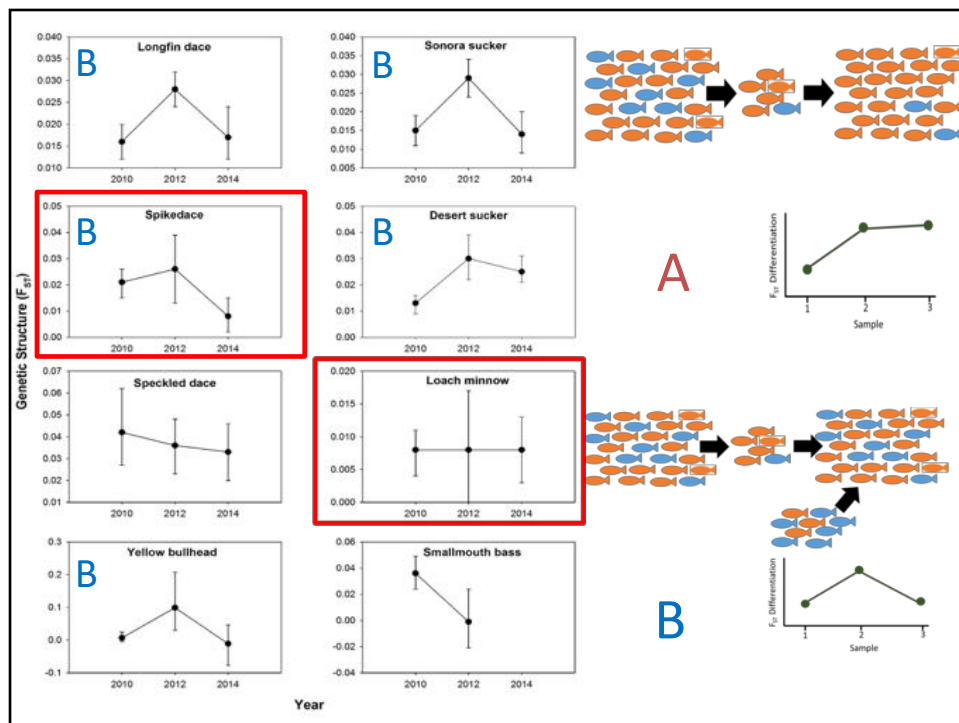 Genetic Structure (FST)
Longfin dace
B
0.040
0.035
0.030
0.025
0.020
0.015
0.010
2010 2012 2014
Sonora sucker
B
0.040
0.035
0.030
0.025
0.020
0.015
0.010
0.005
2010 2012 2014
Spikedace
B
0.05
0.04
0.03
0.02
0.01
0.00
2010 2012 2014
Desert sucker
B
0.05
0.04
0.03
0.02
0.01
0.00
2010 2012 2014
Speckled dace
0.07
0.06
0.05
0.04
0.03
0.02
0.01
2010 2012 2014
Loach minnow
0.020
0.015
0.010
0.005
0.000
2010 2012 2014
Yellow bullhead
B
0.3
0.2
0.1
0.0
-0.1
2010 2012 2014
Smallmouth bass
0.06
0.04
0.02
0.00
-0.02
-0.04
2010 2012 2014
Year
A
FST Differentiation
1 2 3
Sample
B
FST Differentiation
1 2 3
Sample